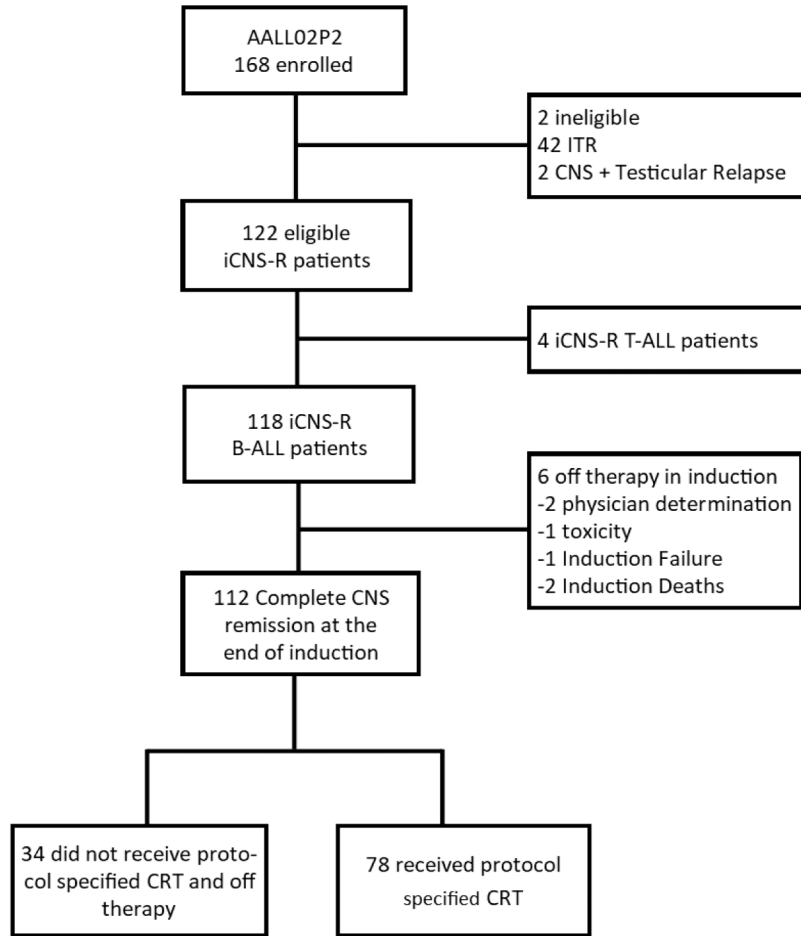 AALL02P2
168 enrolled
2 ineligible
42 ITR
2 CNS + Testicular Relapse
122 eligible
iCNS-R patients
4 iCNS-R T-ALL patients
118 iCNS-R
B-ALL patients
6 off therapy in induction
-2 physician determination
-1 toxicity
-1 Induction Failure
-2 Induction Deaths
112 Complete CNS
remission at the
end of induction
34 did not receive proto-
col specified CRT and off
therapy
78 received protocol
specified CRT